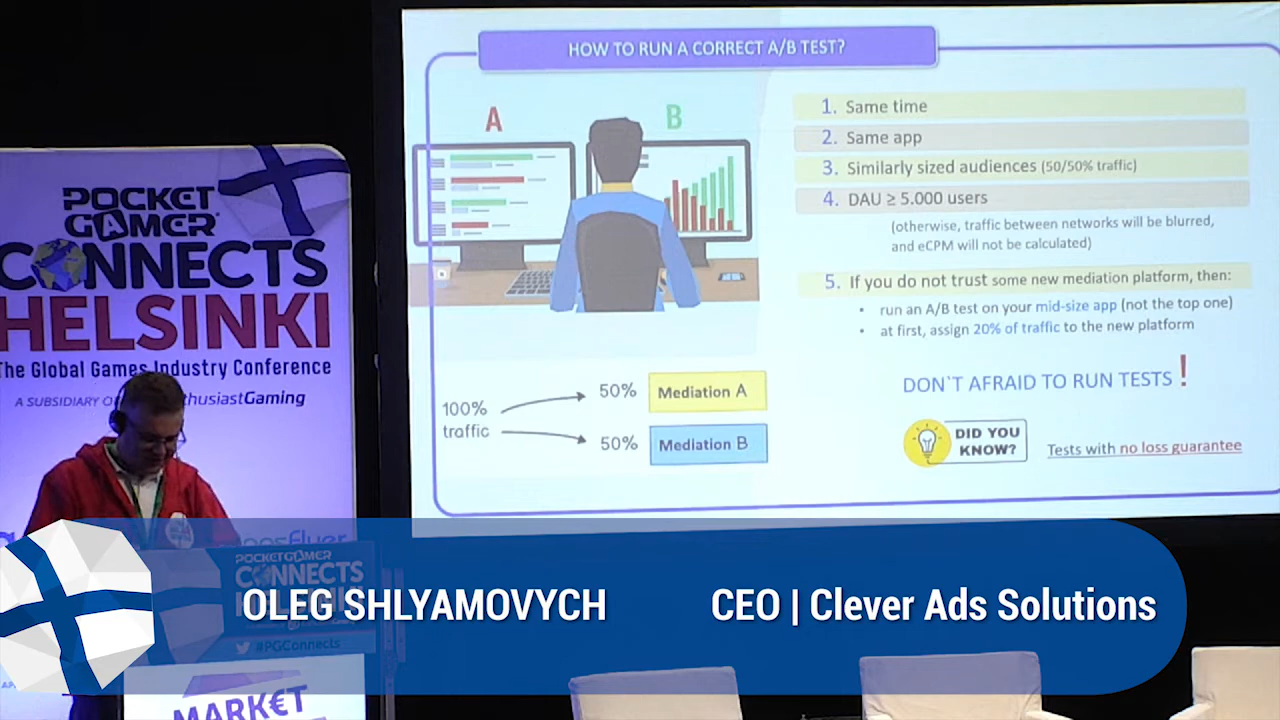 HOW TO RUN A CORRECT A/B TEST?
A
B
1. Same time
2. Same app
3. Similarly sized audiences (50/50% traffic)
4. DAU ≥ 5.000 users
(otherwise, traffic between networks will be blurred,
and eCPM will not be calculated)
5. If you do not trust some new mediation platform, then:
• run an A/B test on your mid-size app (not the top one)
• at first, assign 20% of traffic to the new platform
100%
traffic
50%
Mediation A
50%
Mediation B
DON`T AFRAID TO RUN TESTS !
DID YOU
KNOW?
Tests with no loss guarantee
POCKET
GAMER
CONNECTS
HELSINKI
The Global Games Industry Conference
A SUBSIDIARY
thusiastGaming
POCKETGAMER
CONNECTS
OLEG SHLYAMOVYCH
CEO | Clever Ads Solutions
#PGConnects
MARK€T